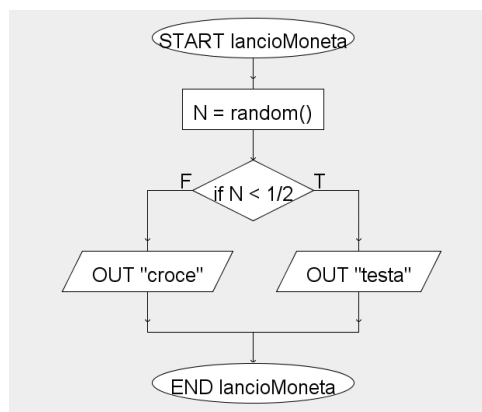 START lancioMoneta
N = random()
F
if N < 1/2
T
OUT "croce"
OUT "testa"
END lancioMoneta